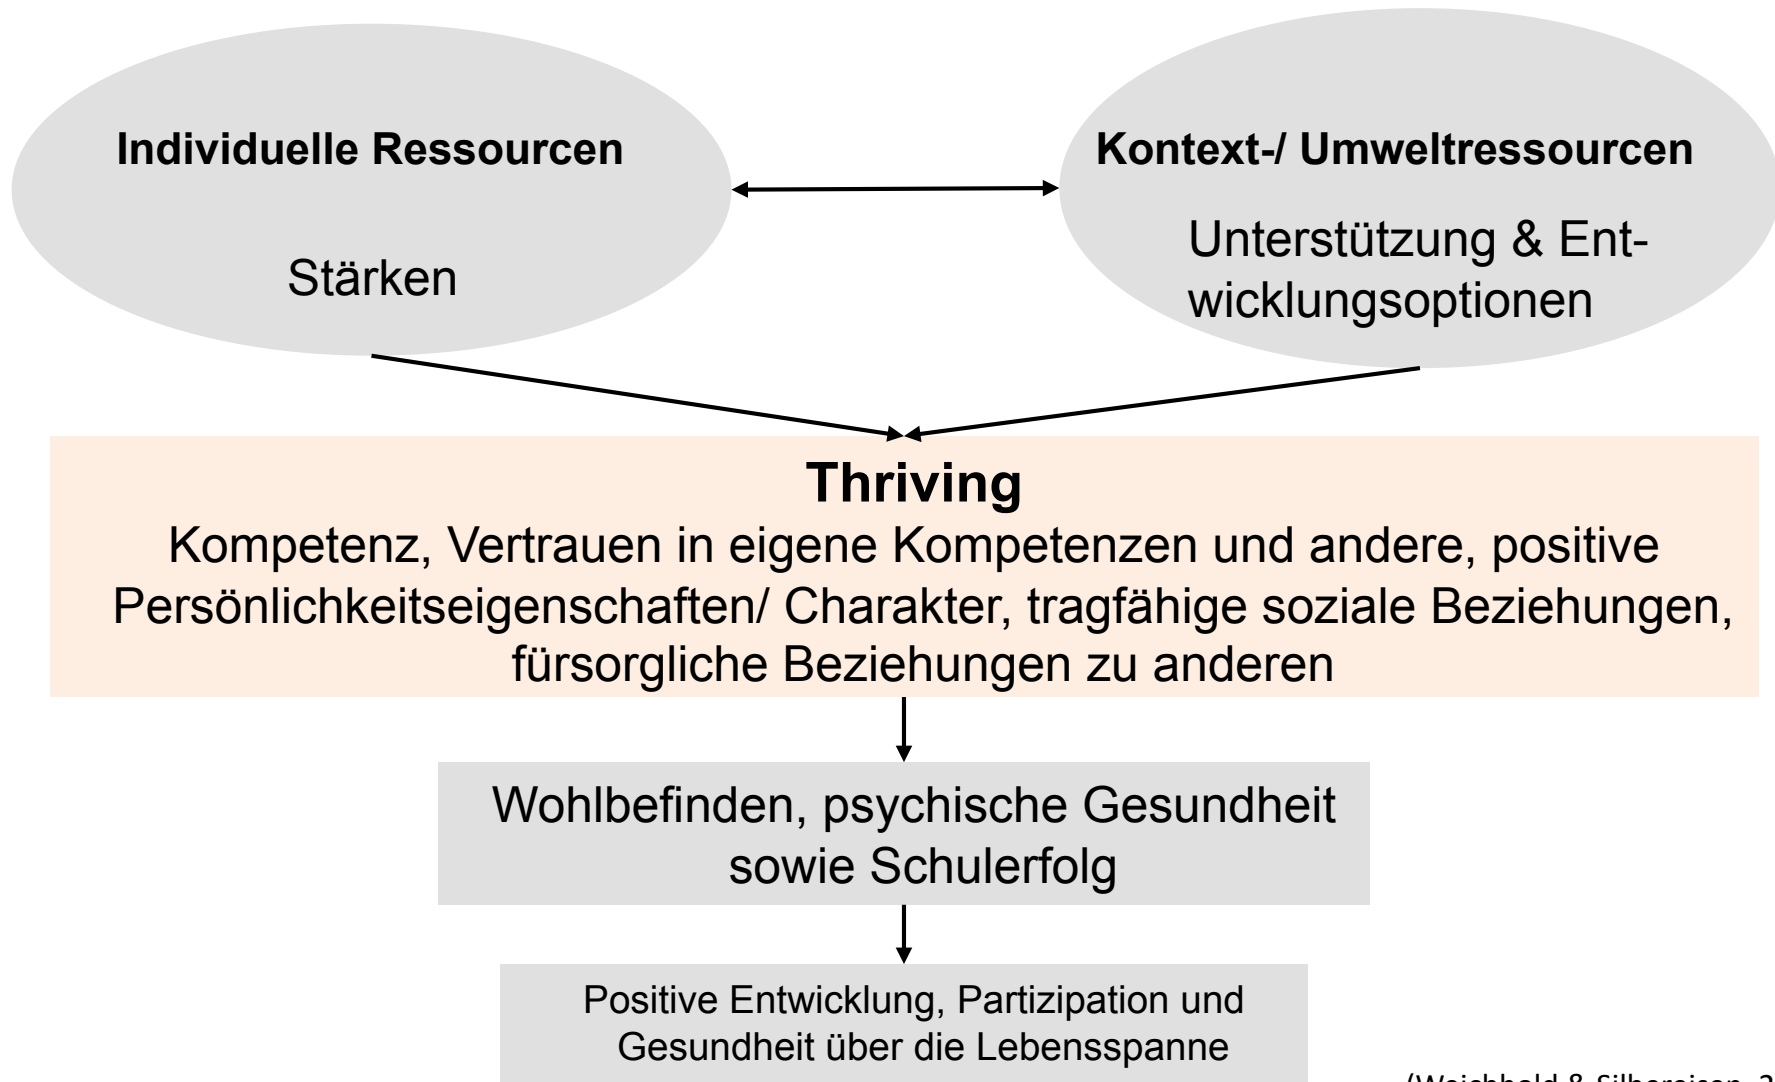 Individuelle Ressourcen
Stärken
Kontext-/ Umweltressourcen
Unterstützung & Ent-
wicklungsoptionen
Thriving
Kompetenz, Vertrauen in eigene Kompetenzen und andere, positive
Persönlichkeitseigenschaften/ Charakter, tragfähige soziale Beziehungen,
fürsorgliche Beziehungen zu anderen
Wohlbefinden, psychische Gesundheit
sowie Schulerfolg
Positive Entwicklung, Partizipation und
Gesundheit über die Lebensspanne
(Weichhold & Silbereisen,